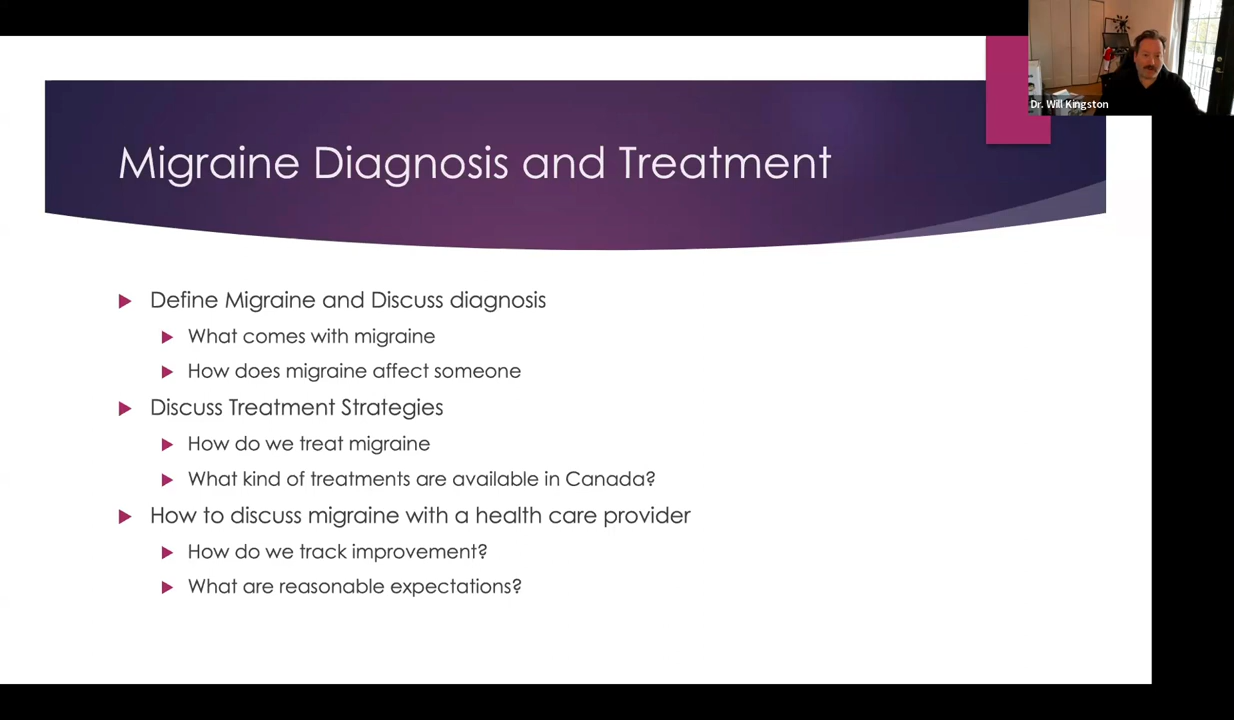 Dr. Will Kingston
Migraine Diagnosis and Treatment
Define Migraine and Discuss diagnosis
What comes with migraine
How does migraine affect someone
Discuss Treatment Strategies
How do we treat migraine
What kind of treatments are available in Canada?
How to discuss migraine with a health care provider
How do we track improvement?
What are reasonable expectations?